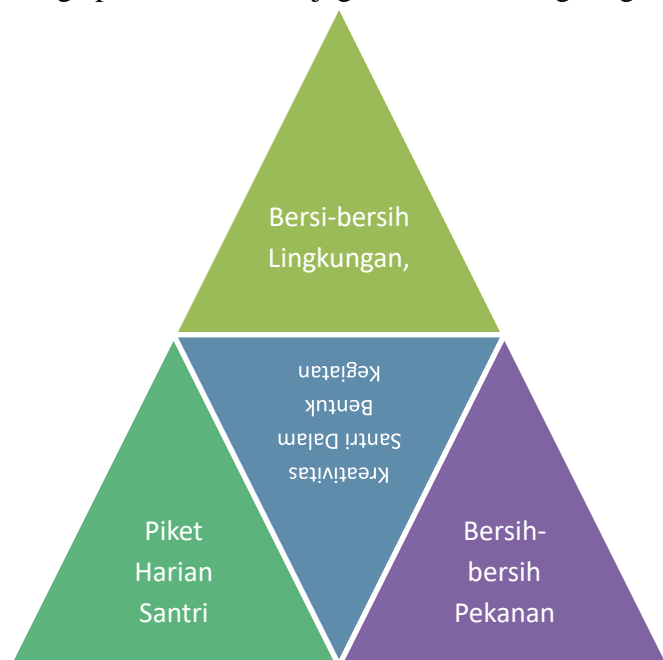 Bersi-bersih
Lingkungan,
Kreativitas
Santri Dalam
Bentuk
Kegiatan
Piket
Harian
Santri
Bersih-
bersih
Pekanan